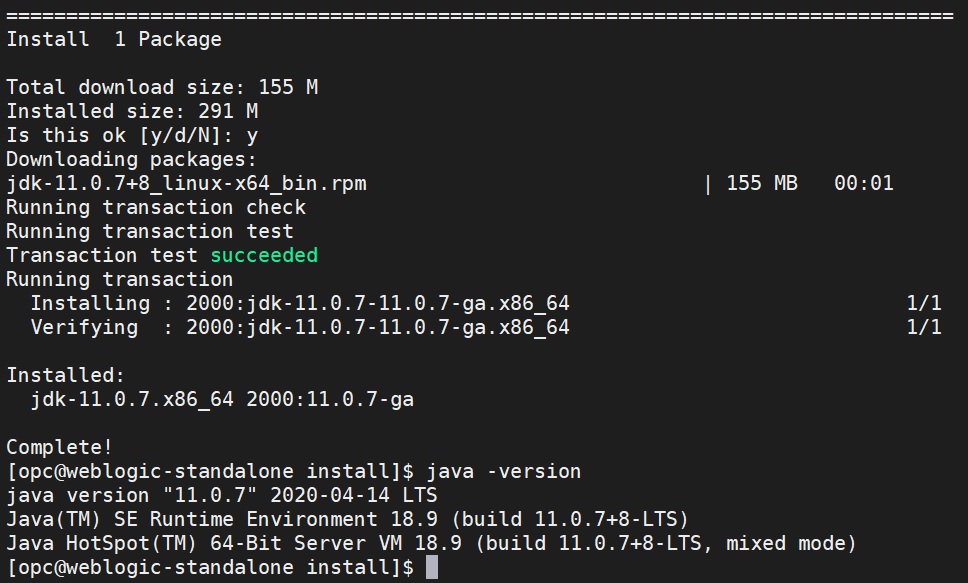 ================================================================================
Install  1 Package
Total download size: 155 M
Installed size: 291 M
Is this ok [y/d/N]: y
Downloading packages:
jdk-11.0.7+8_linux-x64_bin.rpm                            | 155 MB   00:01
Running transaction check
Running transaction test
Transaction test succeeded
Running transaction
  Installing : 2000:jdk-11.0.7-11.0.7-ga.x86_64                            1/1
  Verifying  : 2000:jdk-11.0.7-11.0.7-ga.x86_64                            1/1
Installed:
  jdk-11.0.7.x86_64 2000:11.0.7-ga
Complete!
[opc@weblogic-standalone install]$ java -version
java version "11.0.7" 2020-04-14 LTS
Java(TM) SE Runtime Environment 18.9 (build 11.0.7+8-LTS)
Java HotSpot(TM) 64-Bit Server VM 18.9 (build 11.0.7+8-LTS, mixed mode)
[opc@weblogic-standalone install]$